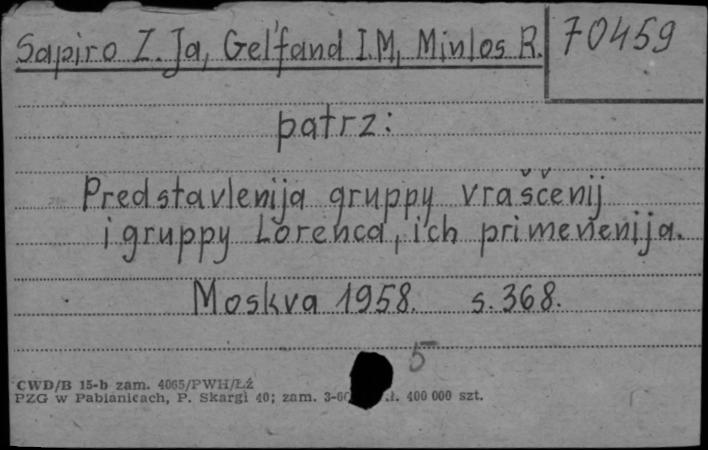 Sapiro Z. Ja, Gel'fand I.M, Minlos R. 70459
patrz:
Predstavlenija gruppy vraščenij
i gruppy Lorenca, ich primenenija.
Moskva 1958. s. 368.
5
CWD/B 15-b zam. 4065/PWH/Łź
PZG w Pabianicach, P. Skargi 40; zam. 400 000 szt.